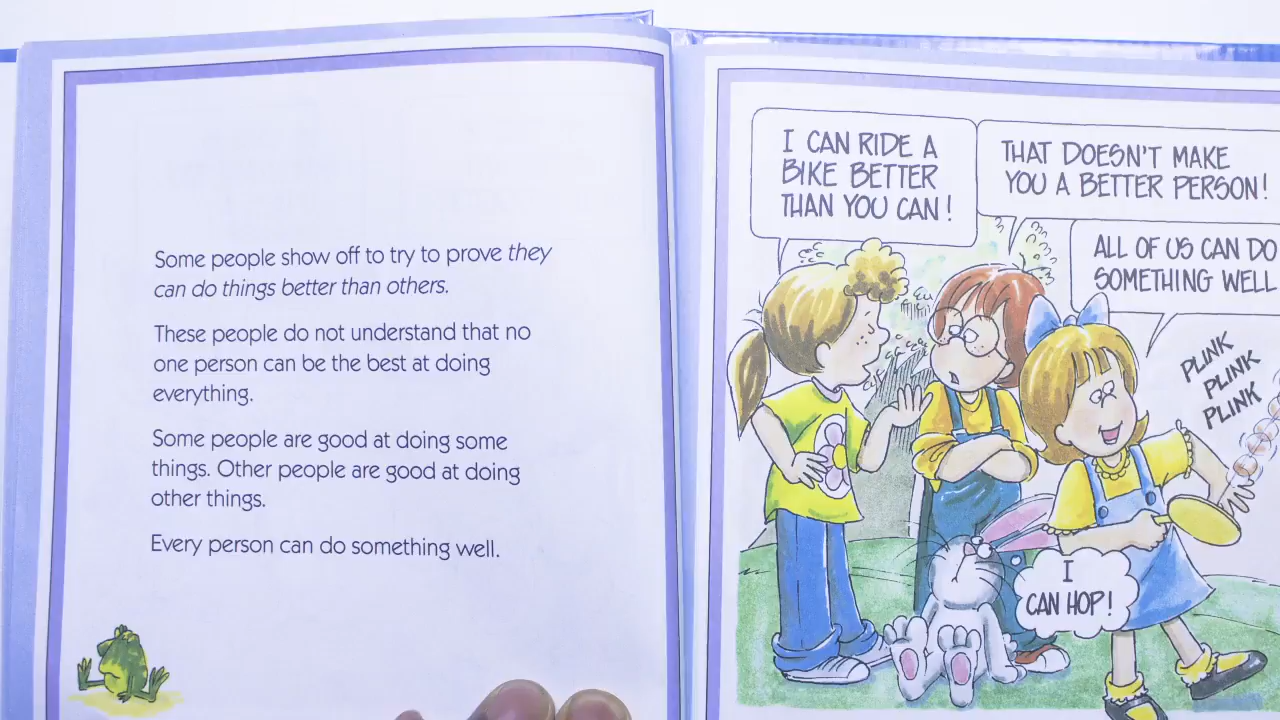 Some people show off to try to prove they
can do things better than others.
These people do not understand that no
one person can be the best at doing
everything.
Some people are good at doing some
things. Other people are good at doing
other things.
Every person can do something well.
I CAN RIDE A
BIKE BETTER
THAN YOU CAN!
THAT DOESN'T MAKE
YOU A BETTER PERSON!
ALL OF US CAN DO
SOMETHING WELL
PLINK
PLINK
PLINK
I
CAN HOP!